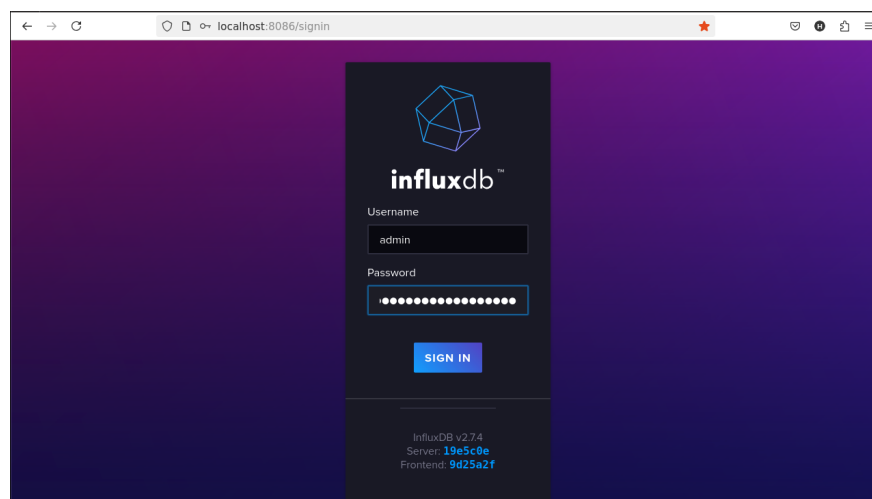 localhost:8086/signin
H
influxdb™
Username
admin
Password
SIGN IN
InfluxDB v2.7.4
Server: 19e5c0e
Frontend: 9d25a2f